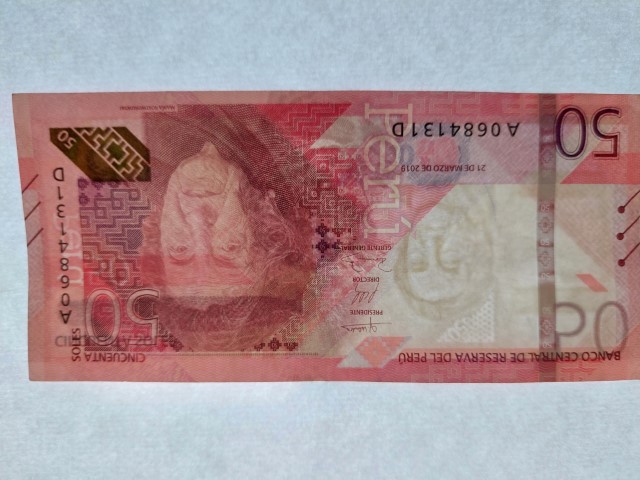 BANCO CENTRAL DE RESERVA DEL PERÚ
CINCUENTA
SOLES
50
50
PRESIDENTE
DIRECTOR
GERENTE GENERAL
A0684131D
perú
21 DE MARZO DE 2019
50
A0684131D
50